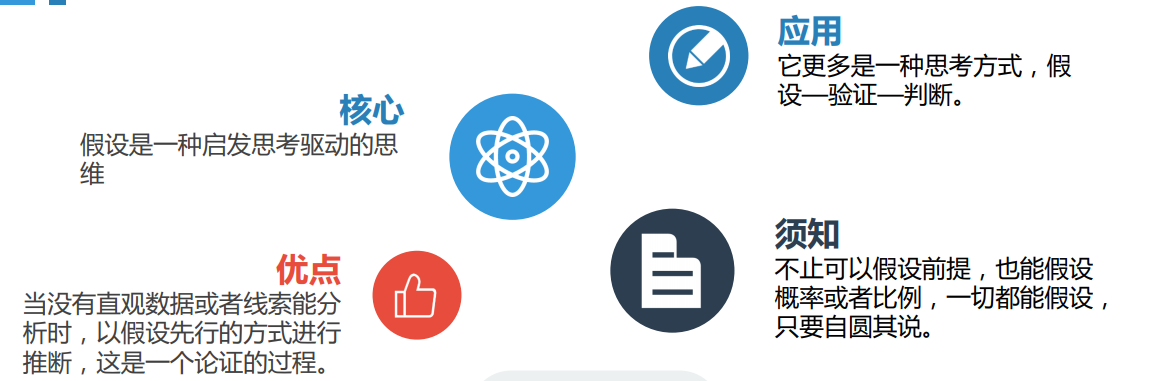 应用
它更多是一种思考方式，假
设—验证—判断。
核心
假设是一种启发思考驱动的思
维
须知
不止可以假设前提，也能假设
概率或者比例，一切都能假设，
只要自圆其说。
优点
当没有直观数据或者线索能分
析时，以假设先行的方式进行
推断，这是一个论证的过程。